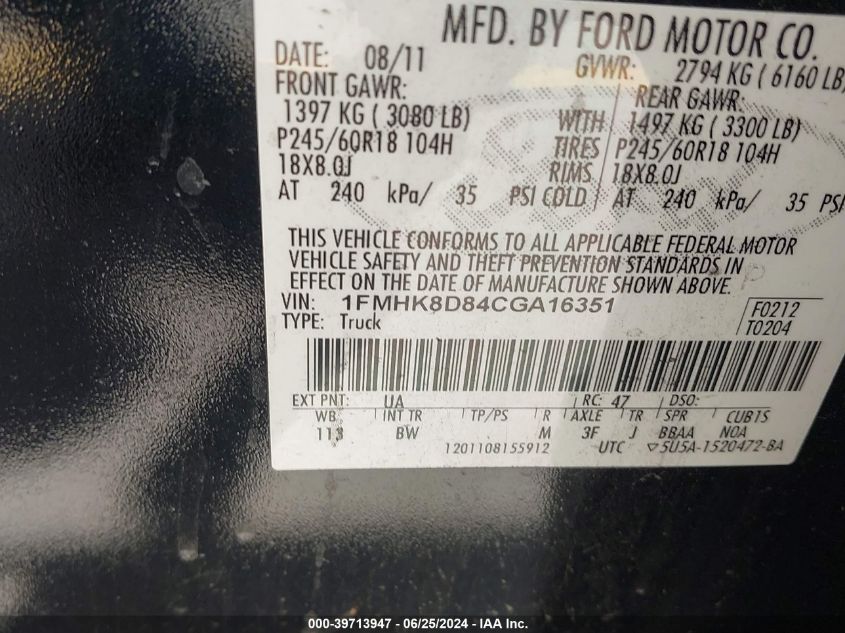 MFD. BY FORD MOTOR CO.
DATE: 08/11 GVWR: 2794 KG ( 6160 LB)
FRONT GAWR: REAR GAWR:
1397 KG ( 3080 LB) WITH 1497 KG ( 3300 LB)
P245/60R18 104H TIRES P245/60R18 104H
18X8.0J RIMS 18X8.0J
AT 240 kPa/ 35 PSI COLD AT 240 kPa/ 35 PSI
THIS VEHICLE CONFORMS TO ALL APPLICABLE FEDERAL MOTOR
VEHICLE SAFETY AND THEFT PREVENTION STANDARDS IN
EFFECT ON THE DATE OF MANUFACTURE SHOWN ABOVE.
VIN: 1FMHK8D84CGA16351 F0212
TYPE: Truck T0204
EXT PNT: UA RC: 47 DSO:
WB INT TR TP/PS R AXLE TR SPR CUBTS
113 BW M 3F J BBAA NOA
1201108155912 UTC ▽5U5A-1520472-BA
000-39713947 / 06/25/2024 - IAA Inc.